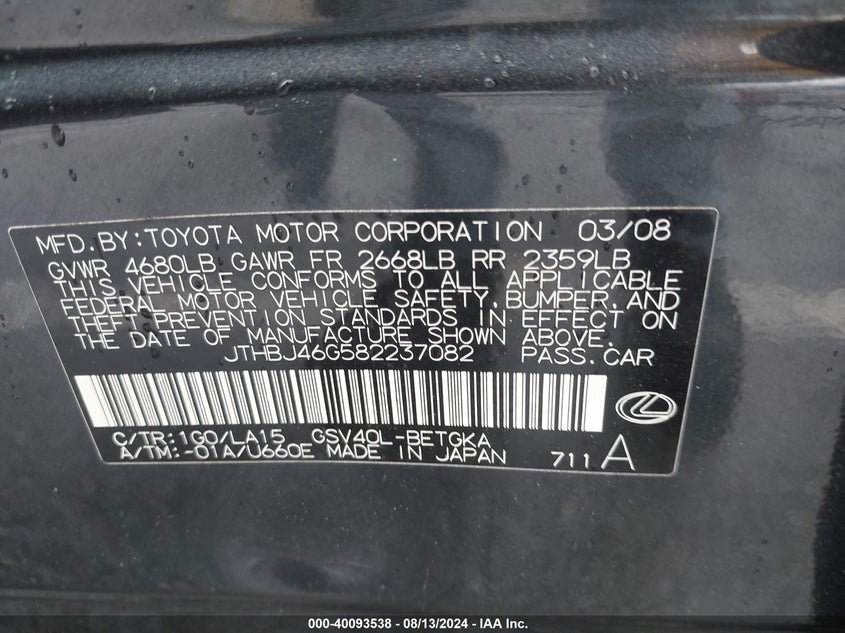 MFD.BY:TOYOTA MOTOR CORPORATION 03/08
GVWR 4680LB GAWR FR 2668LB RR 2359LB
THIS VEHICLE CONFORMS TO ALL APPLICABLE
FEDERAL MOTOR VEHICLE SAFETY,BUMPER,AND
THEFT PREVENTION STANDARDS IN EFFECT ON
THE DATE OF MANUFACTURE SHOWN ABOVE.
JTHBJ46G582237082 PASS.CAR
C/TR:1G0/LA15 GSV40L-BETGKA
A/TM:-01A/U660E MADE IN JAPAN 711 A
000-40093538 - 08/13/2024 - IAA Inc.